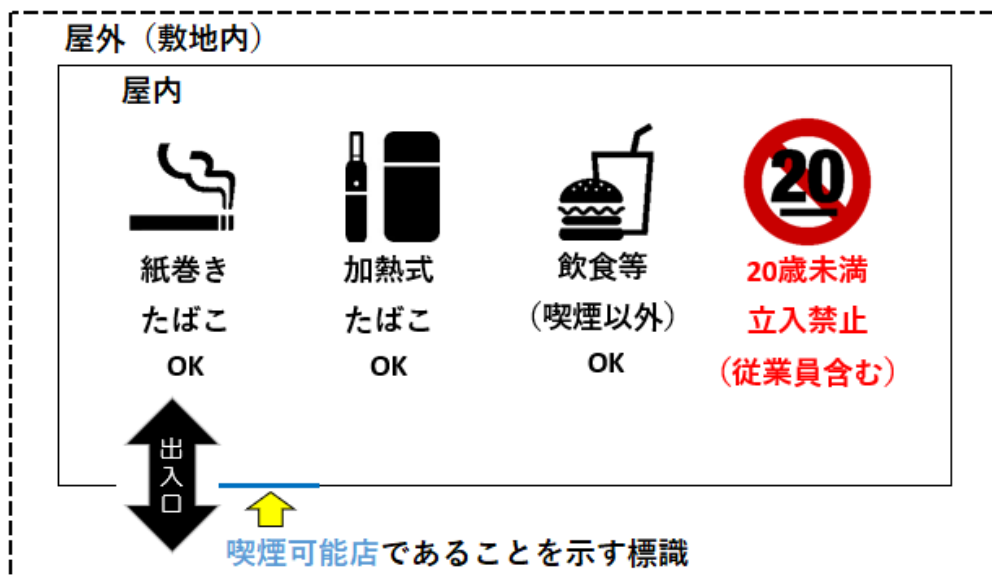 屋外（敷地内）
屋内
紙巻き
たばこ
OK
加熱式
たばこ
OK
飲食等
（喫煙以外）
OK
20
20歳未満
立入禁止
（従業員含む）
出入口
喫煙可能店であることを示す標識